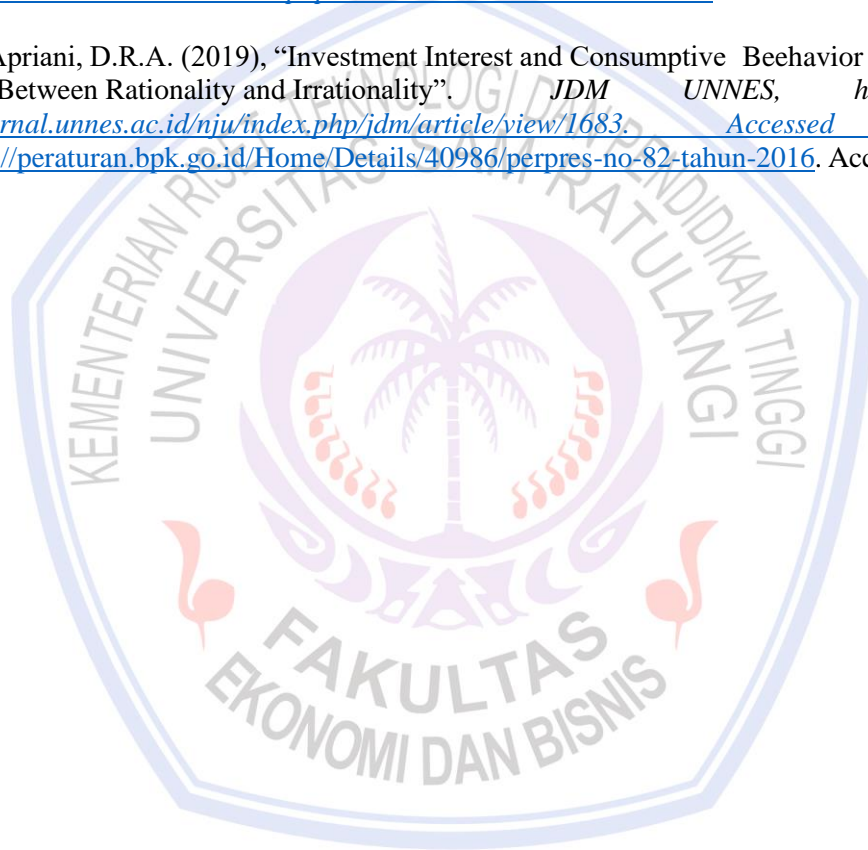 Apriani, D.R.A. (2019), “Investment Interest and Consumptive Beehavior
Between Rationality and Irrationality”. JDM UNNES, h
rnal.unnes.ac.id/nju/index.php/jdm/article/view/1683. Accessed
://peraturan.bpk.go.id/Home/Details/40986/perpres-no-82-tahun-2016. Acc
KEMENTERIAN RISET TEKNOLOGI DAN PENDIDIKAN TINGGI
UNIVERSITAS SAM RATULANGI
FAKULTAS
EKONOMI DAN BISNIS